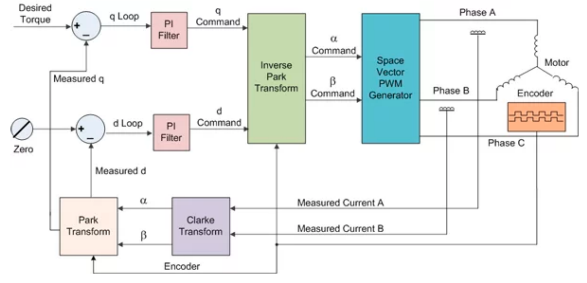 Desired
Torque
q Loop
PI
Filter
q
Command
Inverse
Park
Transform
α
Command
β
Command
Space
Vector
PWM
Generator
Phase A
Phase B
Phase C
Motor
Encoder
Measured q
+
−
Zero
+
−
d Loop
PI
Filter
d
Command
Measured d
Park
Transform
α
β
Clarke
Transform
Measured Current A
Measured Current B
Encoder